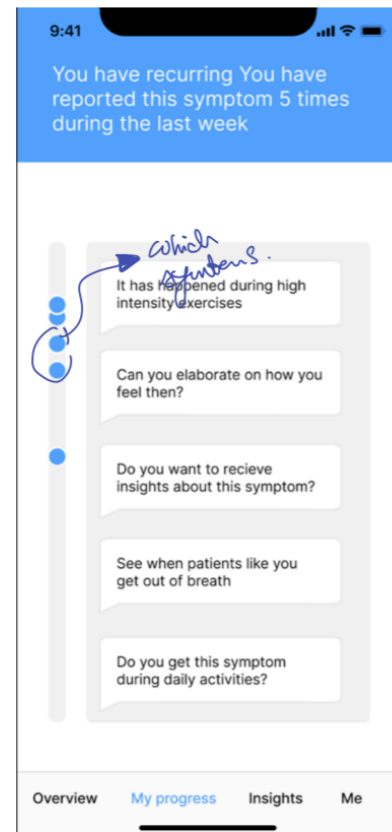 9:41
You have recurring You have
reported this symptom 5 times
during the last week
which
It has happened during high
intensity exercises
Can you elaborate on how you
feel then?
Do you want to recieve
insights about this symptom?
See when patients like you
get out of breath
Do you get this symptom
during daily activities?
Overview My progress Insights Me